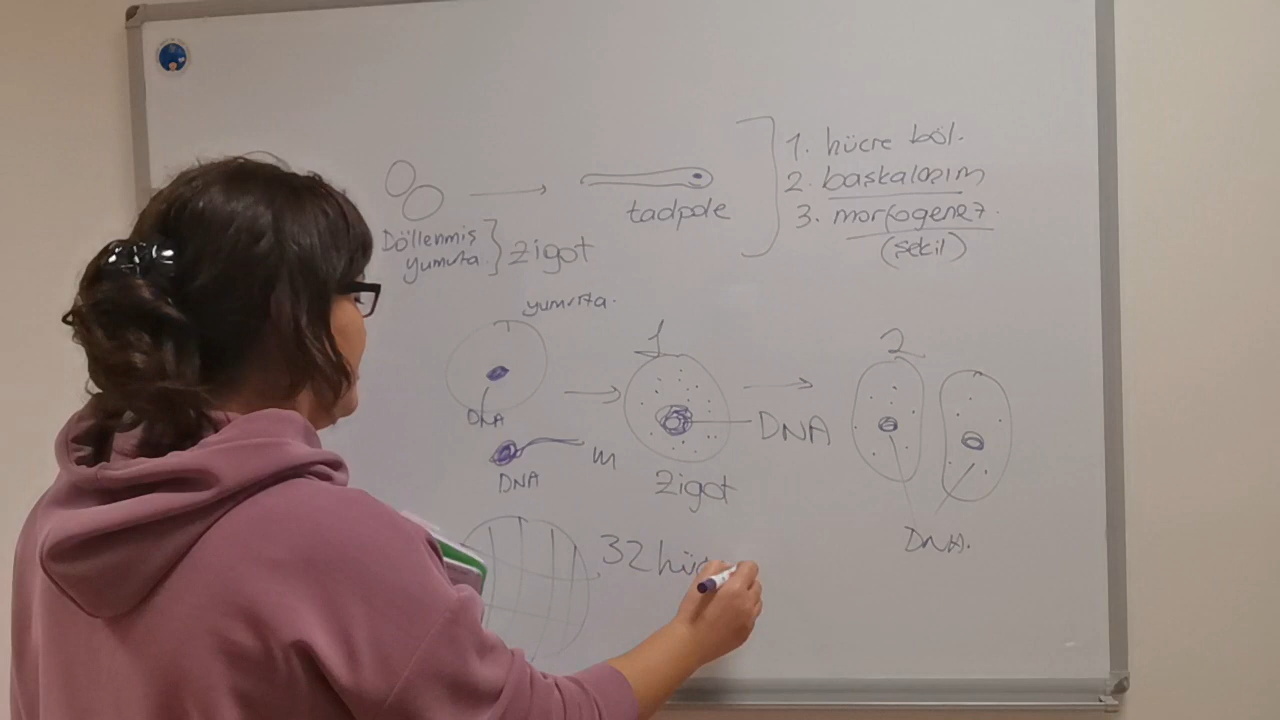 1. hücre böl.
2. başkalaşım
3. morfogenez.
(şekil)
tadpole
Döllenmiş
yumurta
zigot
yumurta.
DNA
DNA
m
1
DNA
zigot
2
DNA.
32 hüc